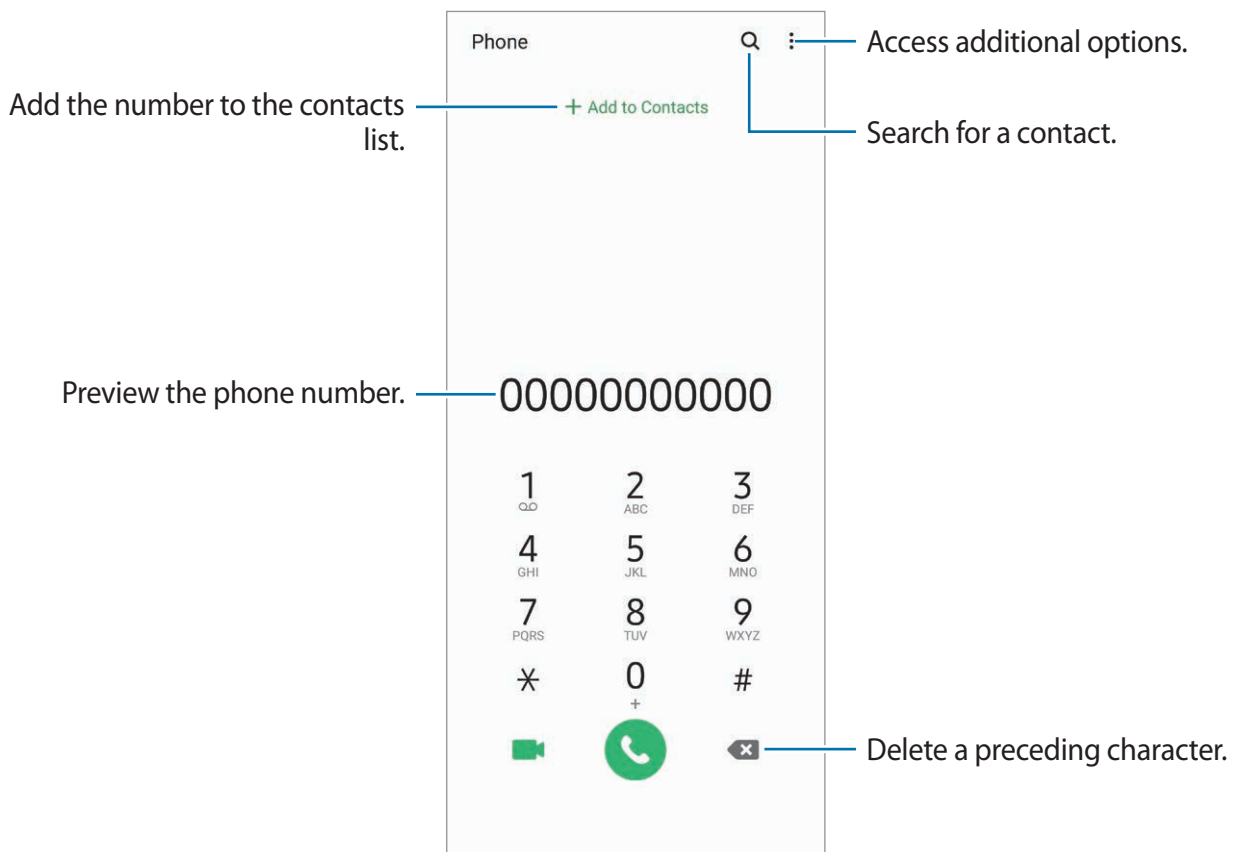 Phone
Access additional options.
Add the number to the contacts
list.
+ Add to Contacts
Search for a contact.
Preview the phone number.
00000000000
1 2 3
ABC DEF
4 5 6
GHI JKL MNO
7 8 9
PQRS TUV WXYZ
* 0 #
+
Delete a preceding character.